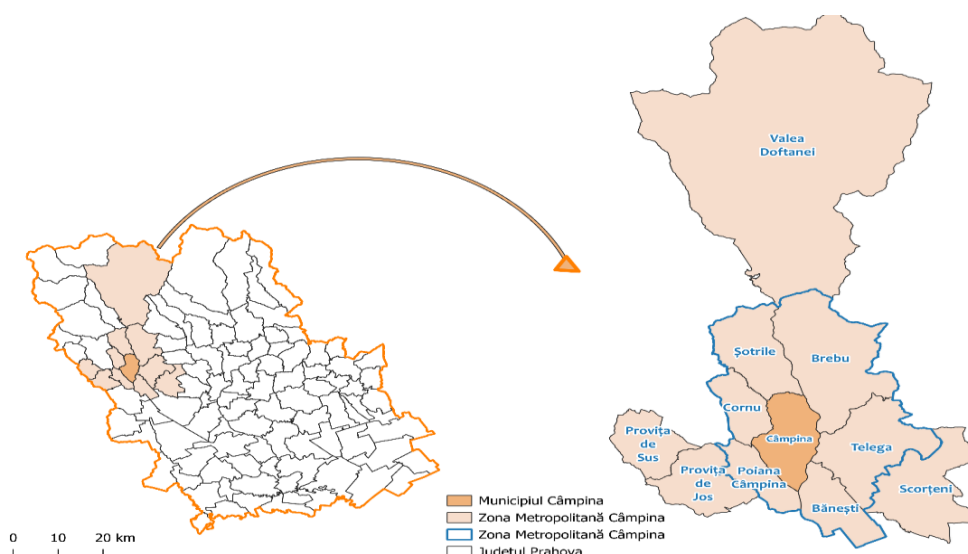 Valea
Doftanei
Șotrile
Brebu
Cornu
Câmpina
Provița
de
Sus
Telega
Provița
de
Jos
Poiana
Câmpina
Scorțeni
Bănești
Municipiul Câmpina
Zona Metropolitană Câmpina
Zona Metropolitană Câmpina
Județul Prahova
0 10 20 km